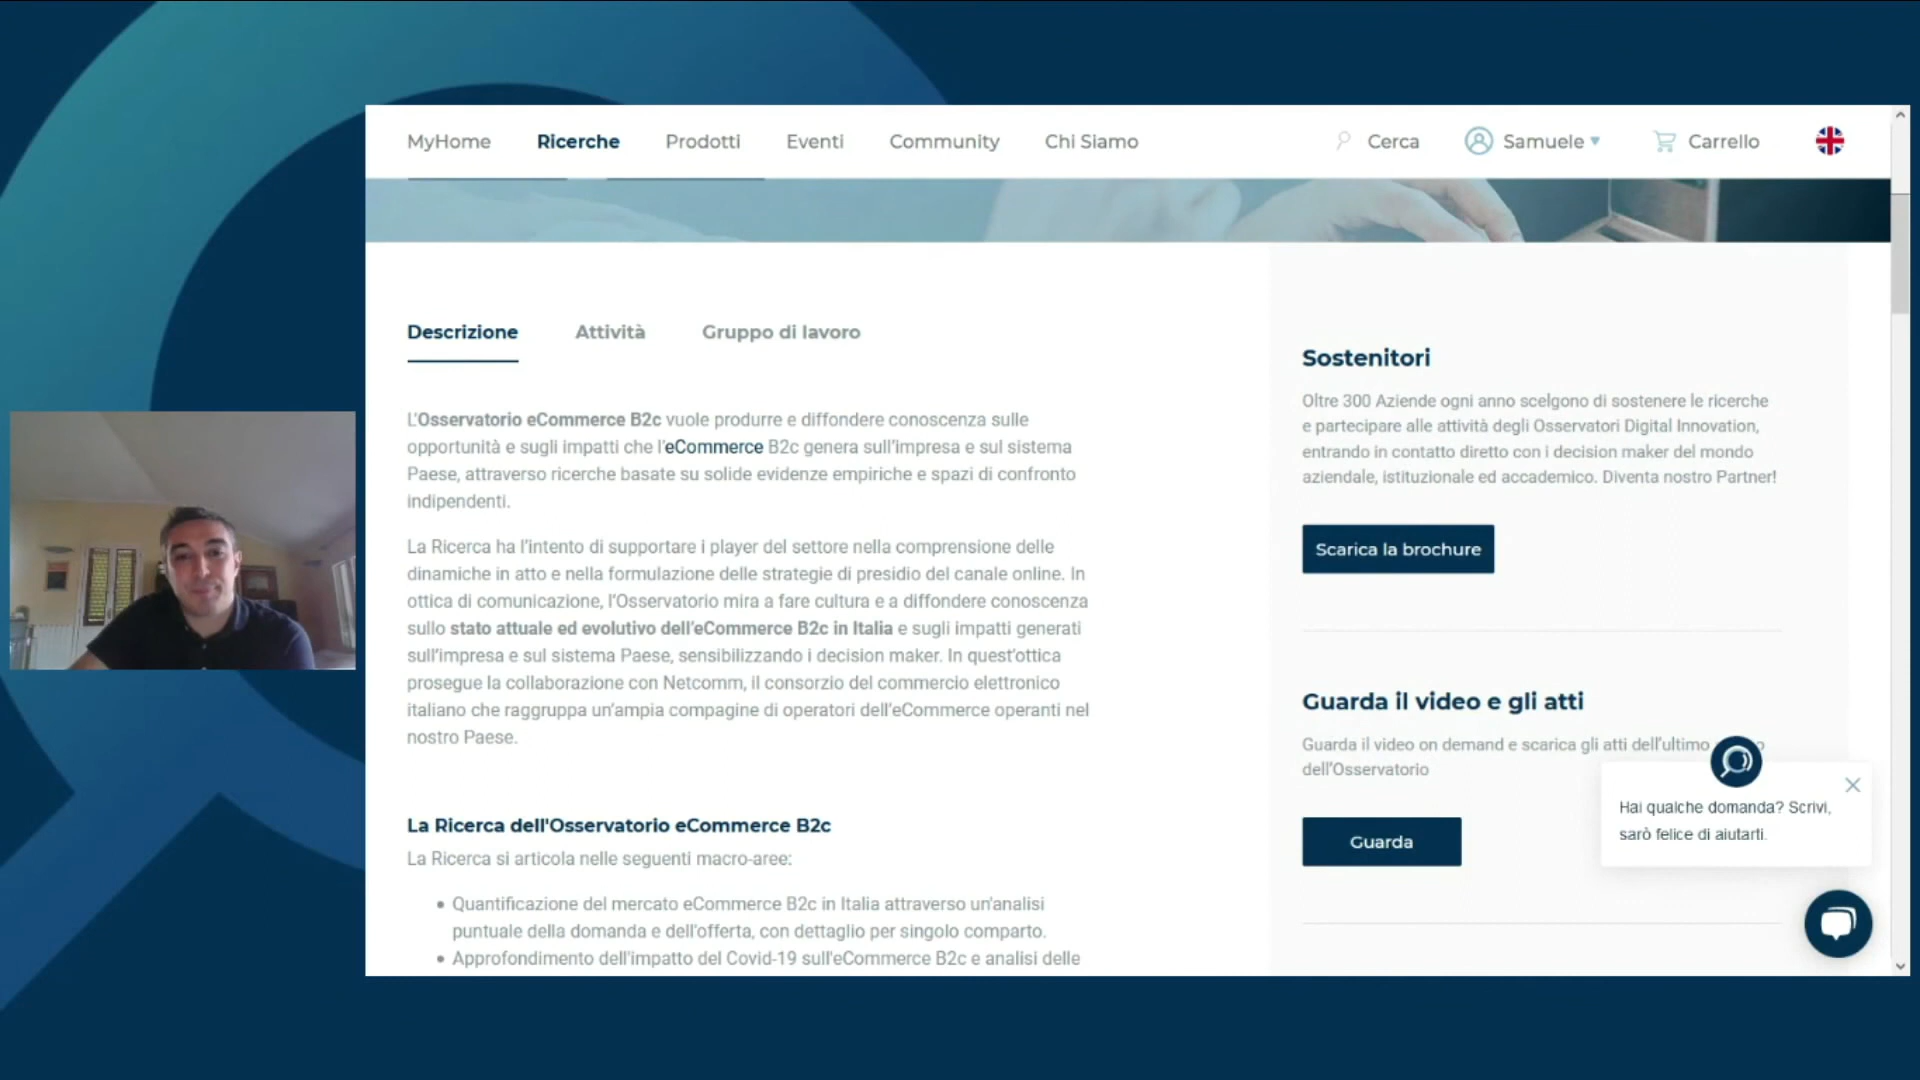 MyHome Ricerche Prodotti Eventi Community Chi Siamo Cerca Samuele Carrello
Descrizione Attività Gruppo di lavoro
L'Osservatorio eCommerce B2c vuole produrre e diffondere conoscenza sulle
opportunità e sugli impatti che l'eCommerce B2c genera sull'impresa e sul sistema
Paese, attraverso ricerche basate su solide evidenze empiriche e spazi di confronto
indipendenti.
La Ricerca ha l'intento di supportare i player del settore nella comprensione delle
dinamiche in atto e nella formulazione delle strategie di presidio del canale online. In
ottica di comunicazione, l'Osservatorio mira a fare cultura e a diffondere conoscenza
sullo stato attuale ed evolutivo dell'eCommerce B2c in Italia e sugli impatti generati
sull'impresa e sul sistema Paese, sensibilizzando i decision maker. In quest'ottica
prosegue la collaborazione con Netcomm, il consorzio del commercio elettronico
italiano che raggruppa un'ampia compagine di operatori dell'eCommerce operanti nel
nostro Paese.
La Ricerca dell'Osservatorio eCommerce B2c
La Ricerca si articola nelle seguenti macro-aree:
• Quantificazione del mercato eCommerce B2c in Italia attraverso un'analisi
puntuale della domanda e dell'offerta, con dettaglio per singolo comparto.
• Approfondimento dell'impatto del Covid-19 sull'eCommerce B2c e analisi delle
Sostenitori
Oltre 300 Aziende ogni anno scelgono di sostenere le ricerche
e partecipare alle attività degli Osservatori Digital Innovation,
entrando in contatto diretto con i decision maker del mondo
aziendale, istituzionale ed accademico. Diventa nostro Partner!
Scarica la brochure
Guarda il video e gli atti
Guarda il video on demand e scarica gli atti dell'ultimo
dell'Osservatorio
Guarda
Hai qualche domanda? Scrivi,
sarò felice di aiutarti.